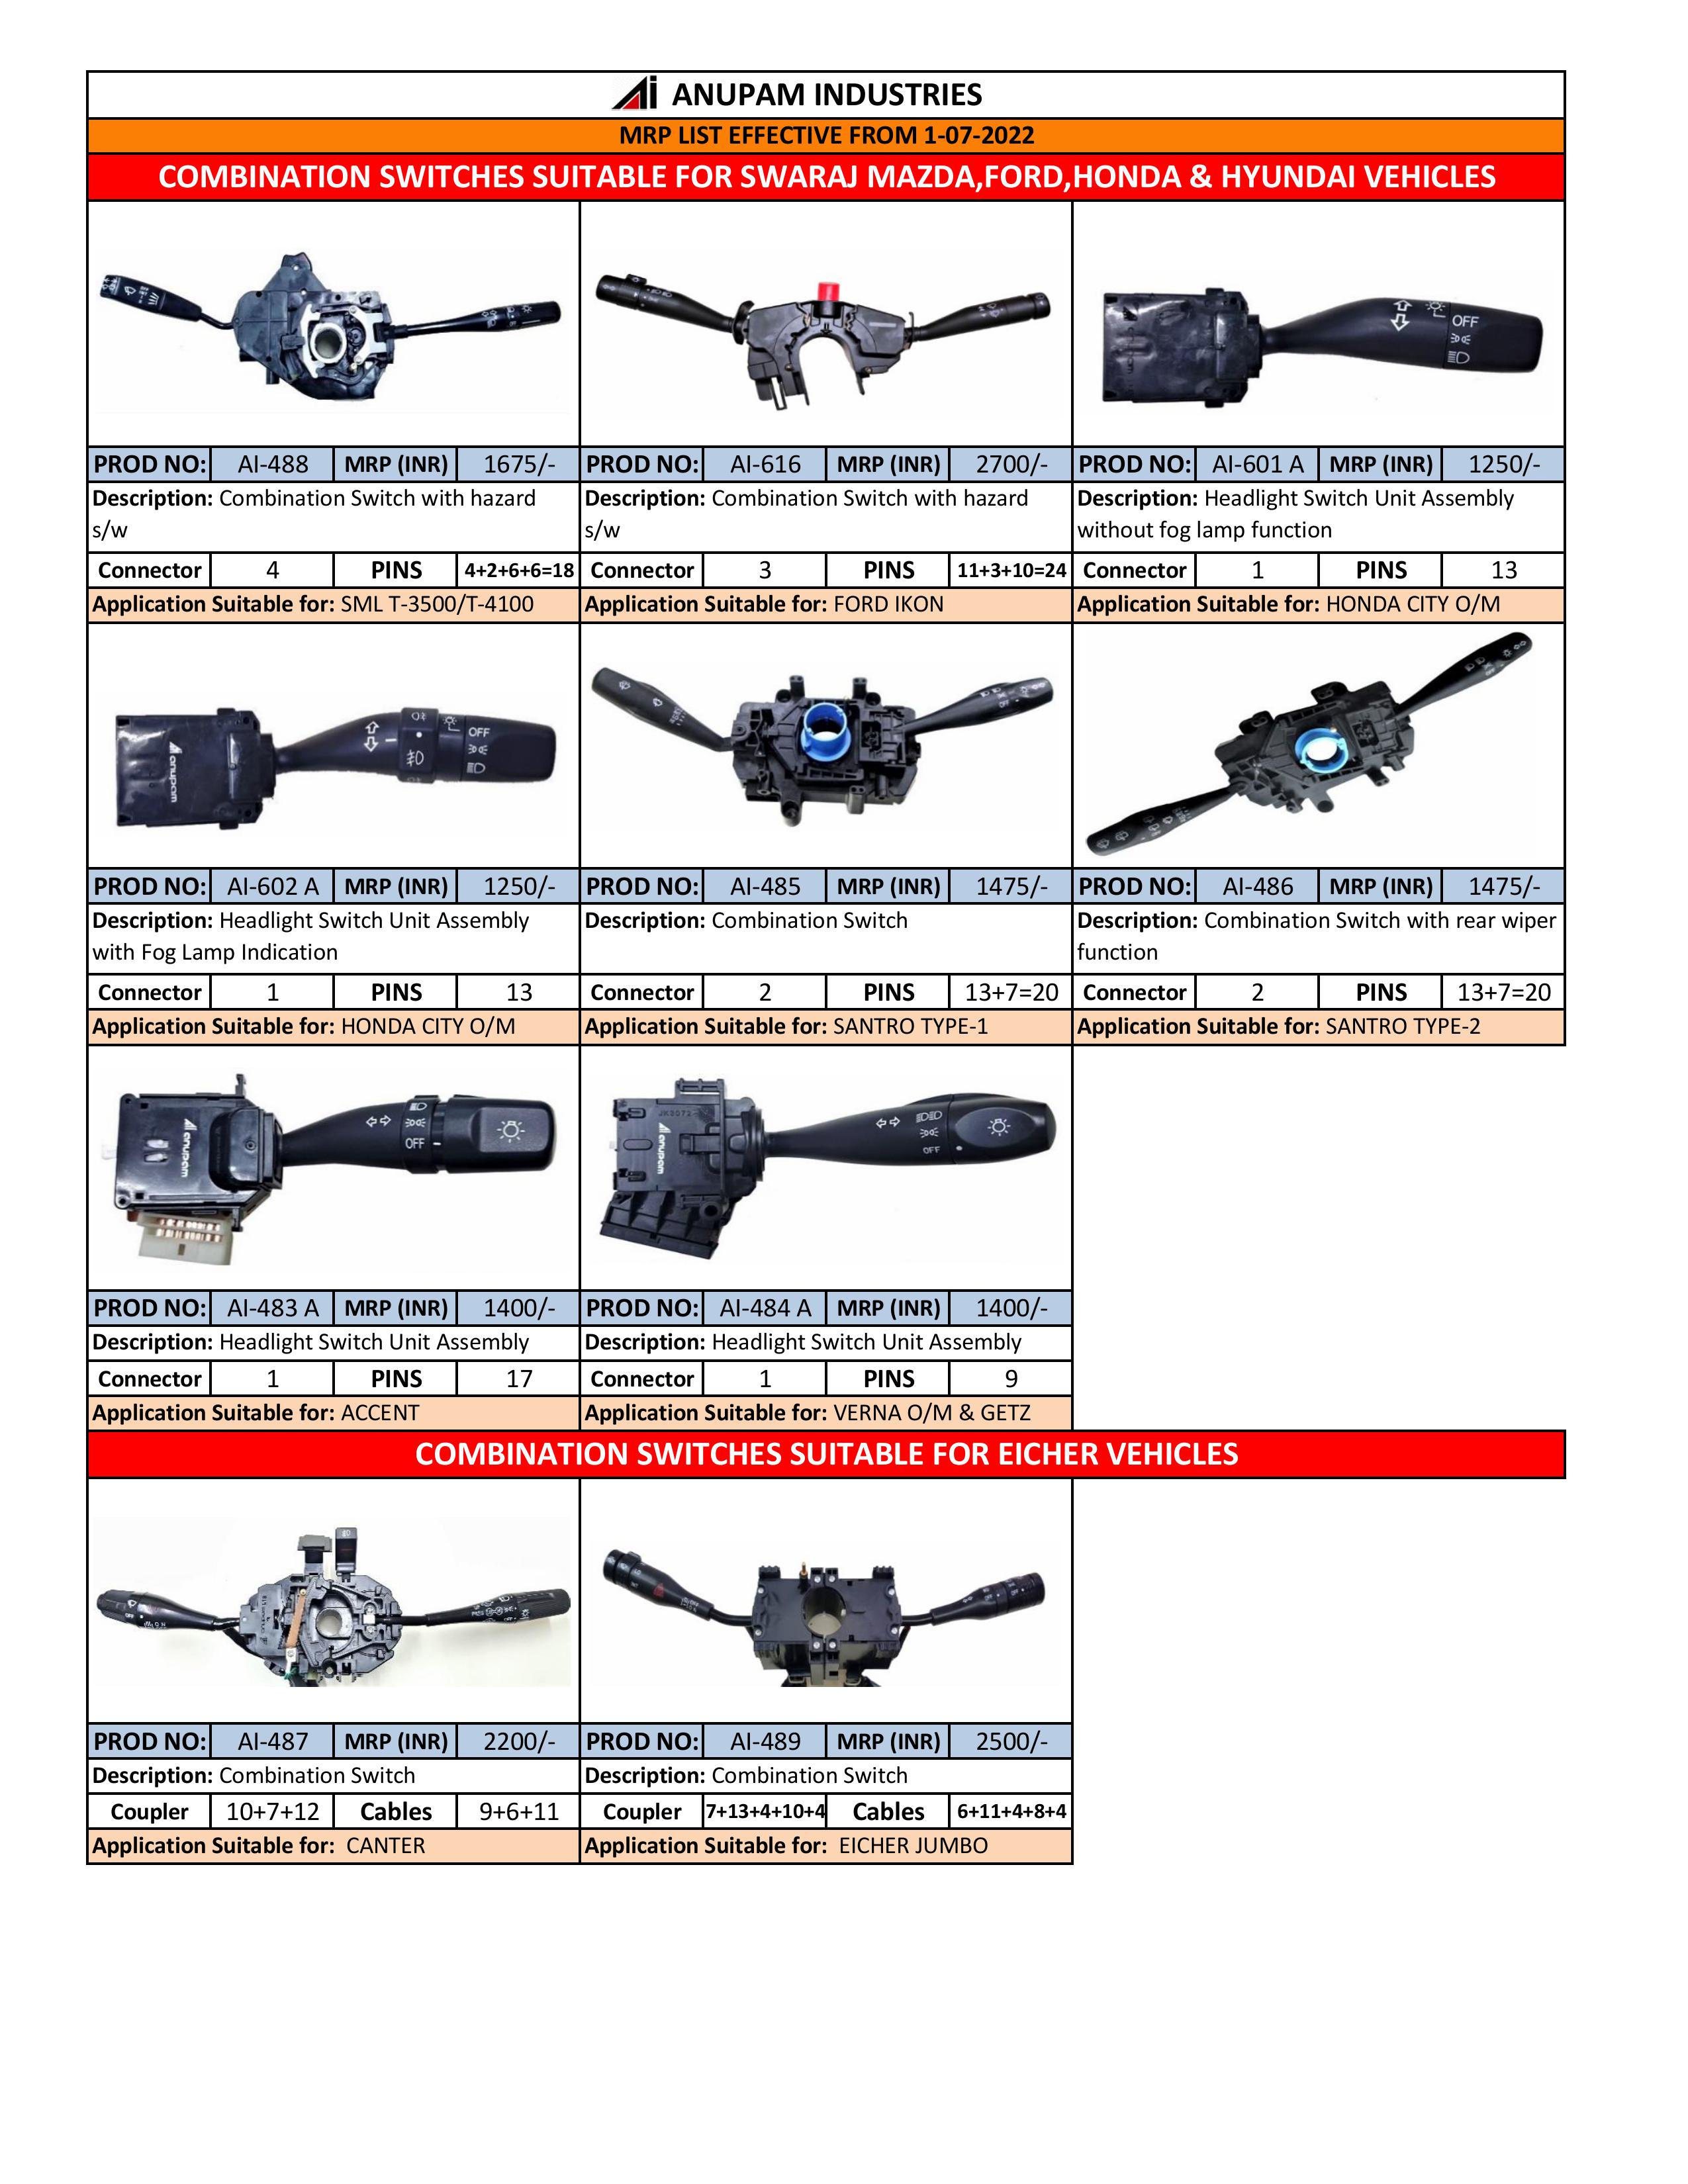 Ai ANUPAM INDUSTRIES
MRP LIST EFFECTIVE FROM 1-07-2022
COMBINATION SWITCHES SUITABLE FOR SWARAJ MAZDA,FORD,HONDA & HYUNDAI VEHICLES
OFF
PROD NO: AI-488 MRP (INR) 1675/- PROD NO: AI-616 MRP (INR) 2700/- PROD NO: AI-601 A MRP (INR) 1250/-
Description: Combination Switch with hazard
s/w
Description: Combination Switch with hazard
s/w
Description: Headlight Switch Unit Assembly
without fog lamp function
Connector 4 PINS 4+2+6+6=18 Connector 3 PINS 11+3+10=24 Connector 1 PINS 13
Application Suitable for: SML T-3500/T-4100 Application Suitable for: FORD IKON Application Suitable for: HONDA CITY O/M
anupam
OFF
PROD NO: AI-602 A MRP (INR) 1250/- PROD NO: AI-485 MRP (INR) 1475/- PROD NO: AI-486 MRP (INR) 1475/-
Description: Headlight Switch Unit Assembly
with Fog Lamp Indication
Description: Combination Switch
Description: Combination Switch with rear wiper
function
Connector 1 PINS 13 Connector 2 PINS 13+7=20 Connector 2 PINS 13+7=20
Application Suitable for: HONDA CITY O/M Application Suitable for: SANTRO TYPE-1 Application Suitable for: SANTRO TYPE-2
anupam
OFF
anupam
OFF
PROD NO: AI-483 A MRP (INR) 1400/- PROD NO: AI-484 A MRP (INR) 1400/-
Description: Headlight Switch Unit Assembly Description: Headlight Switch Unit Assembly
Connector 1 PINS 17 Connector 1 PINS 9
Application Suitable for: ACCENT Application Suitable for: VERNA O/M & GETZ
COMBINATION SWITCHES SUITABLE FOR EICHER VEHICLES
PROD NO: AI-487 MRP (INR) 2200/- PROD NO: AI-489 MRP (INR) 2500/-
Description: Combination Switch Description: Combination Switch
Coupler 10+7+12 Cables 9+6+11 Coupler 7+13+4+10+4 Cables 6+11+4+8+4
Application Suitable for: CANTER Application Suitable for: EICHER JUMBO